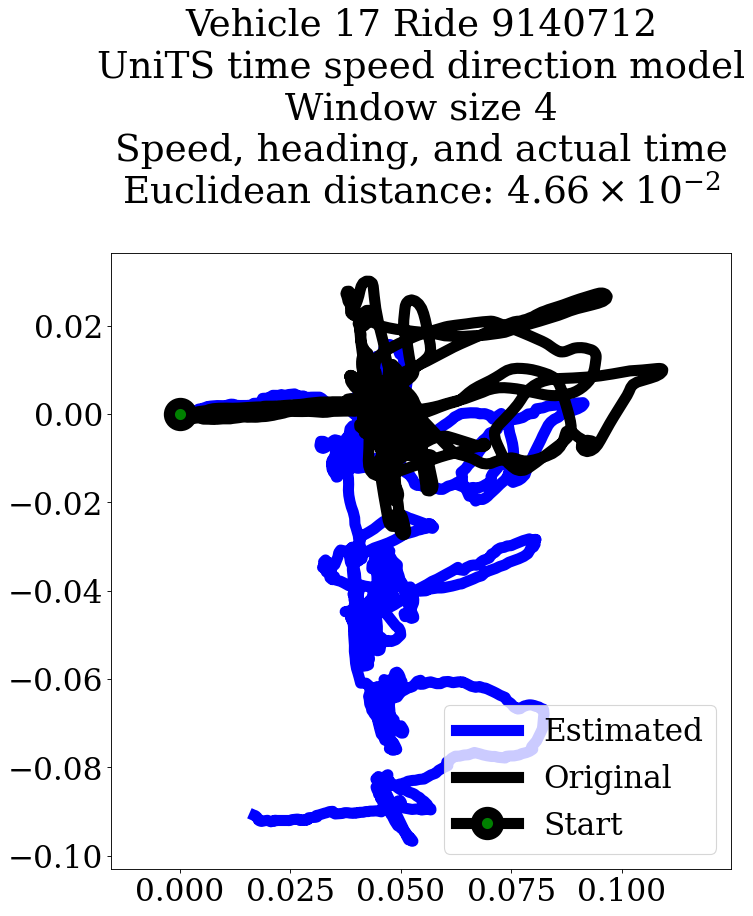 Vehicle 17 Ride 9140712
UniTS time speed direction model
Window size 4
Speed, heading, and actual time
Euclidean distance: 4.66 × 10⁻²
0.02
0.00
−0.02
−0.04
−0.06
−0.08
−0.10
Estimated
Original
Start
0.000 0.025 0.050 0.075 0.100